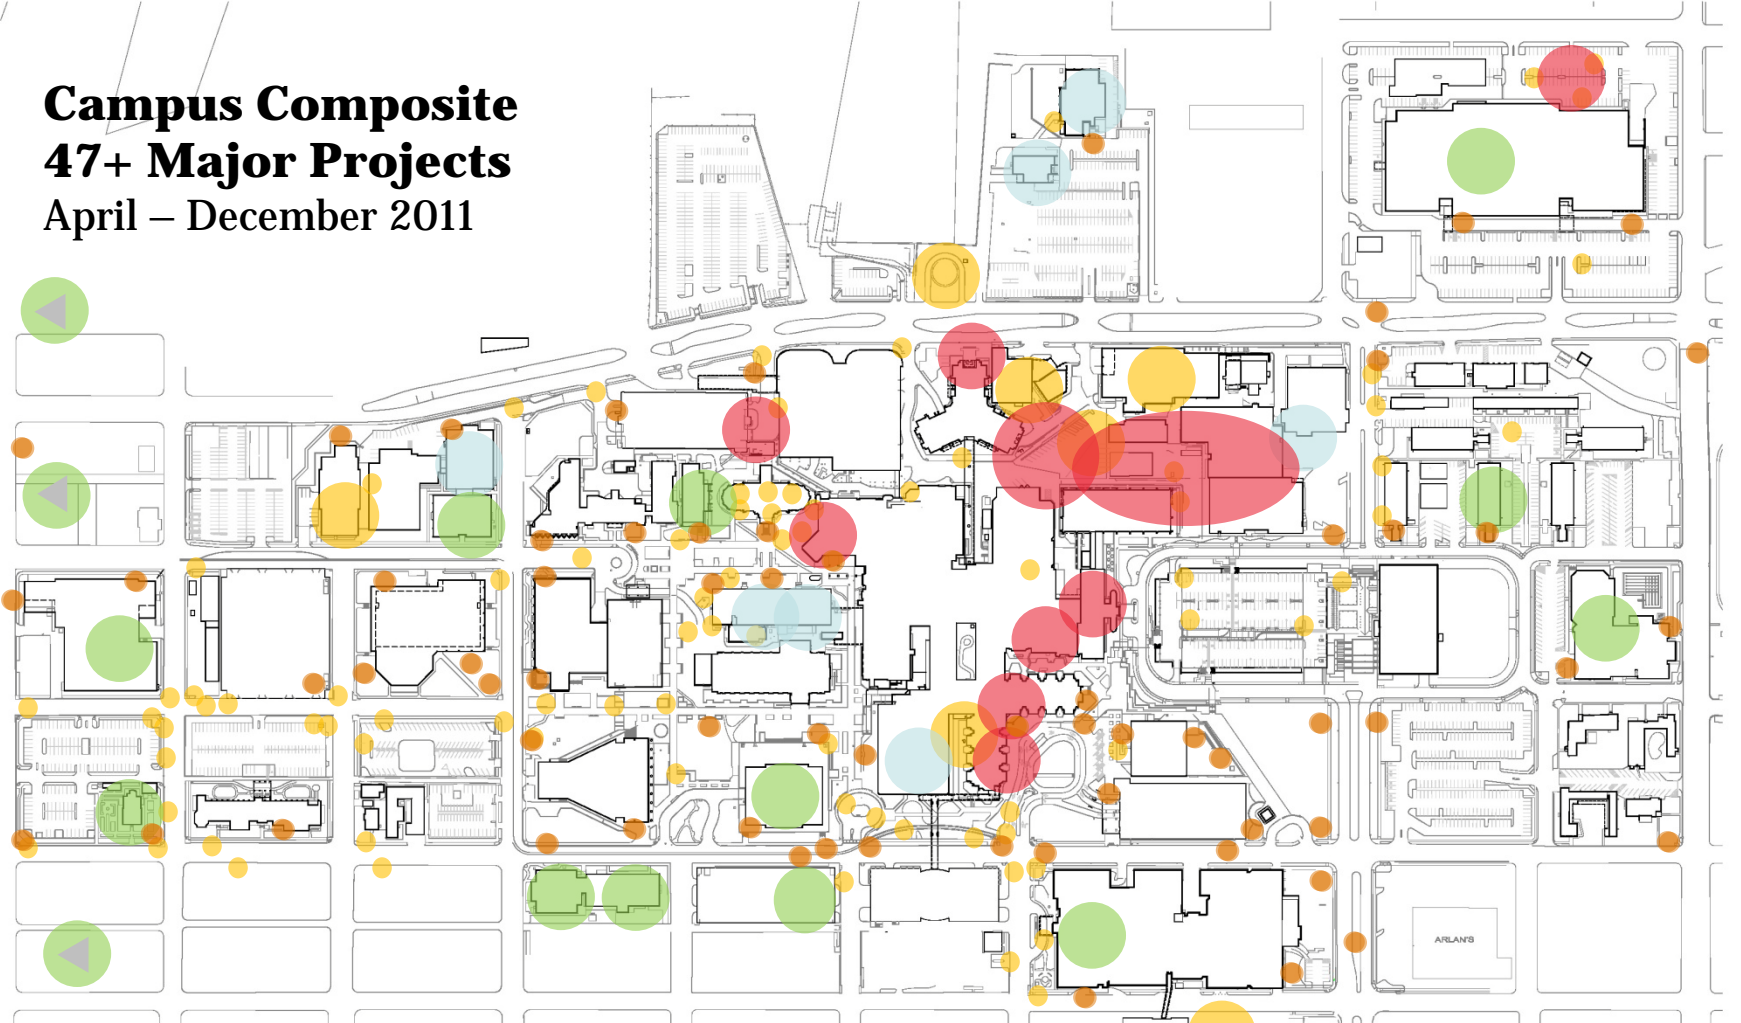 Campus Composite
47+ Major Projects
April – December 2011
ARLAN'S